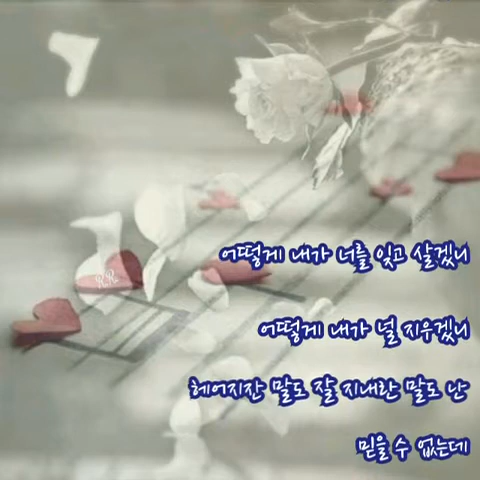 어떻게 내가 너를 잊고 살겠니
어떻게 내가 널 지우겠니
헤어지잔 말도 잘 지내란 말도 난
믿을 수 없는데